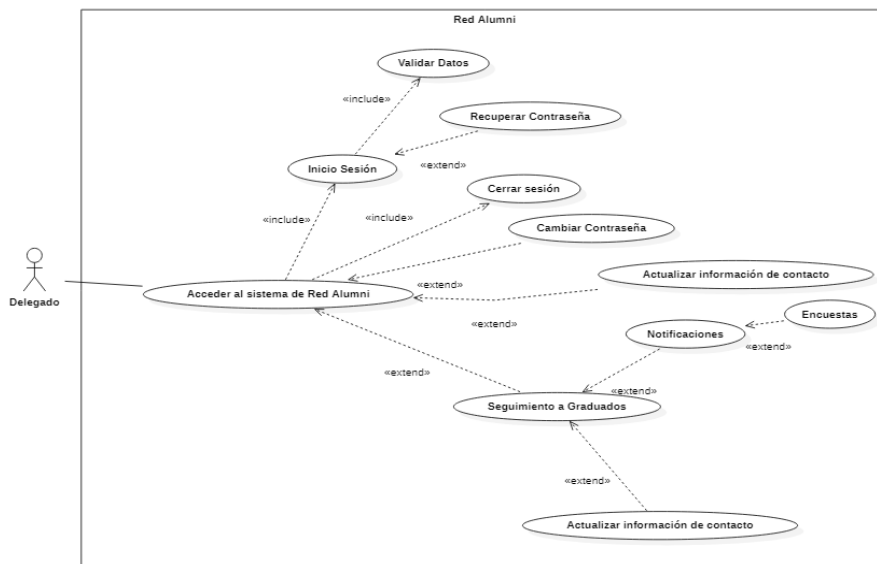 Red Alumni
Validar Datos
«include»
Recuperar Contraseña
Inicio Sesión
«extend»
Cerrar sesión
«include»
«include»
Cambiar Contraseña
Delegado
Acceder al sistema de Red Alumni
«extend»
Actualizar información de contacto
«extend»
Encuestas
Notificaciones
«extend»
«extend»
«extend»
Seguimiento a Graduados
«extend»
Actualizar información de contacto